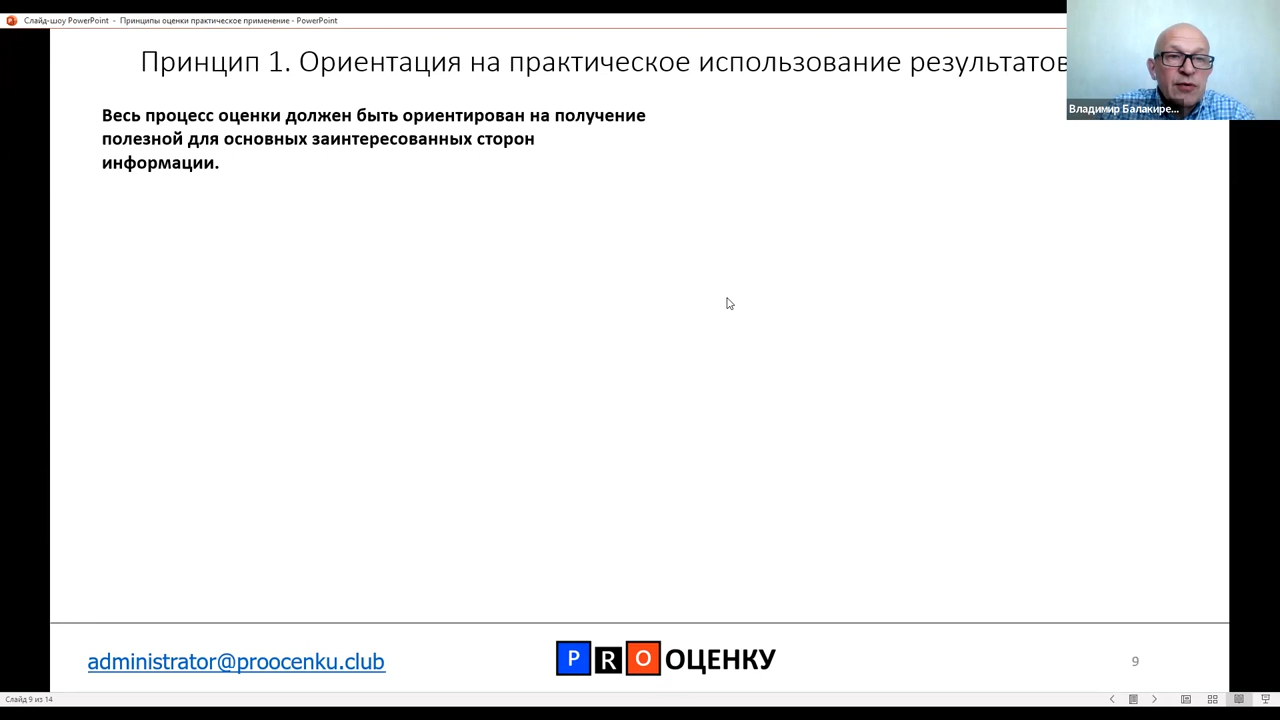 Слайд-шоу PowerPoint - Принципы оценки практическое применение - PowerPoint
Принцип 1. Ориентация на практическое использование результатов
Владимир Балакире...
Весь процесс оценки должен быть ориентирован на получение
полезной для основных заинтересованных сторон
информации.
administrator@proocenku.club
PRO ОЦЕНКУ
9
Слайд 9 из 14